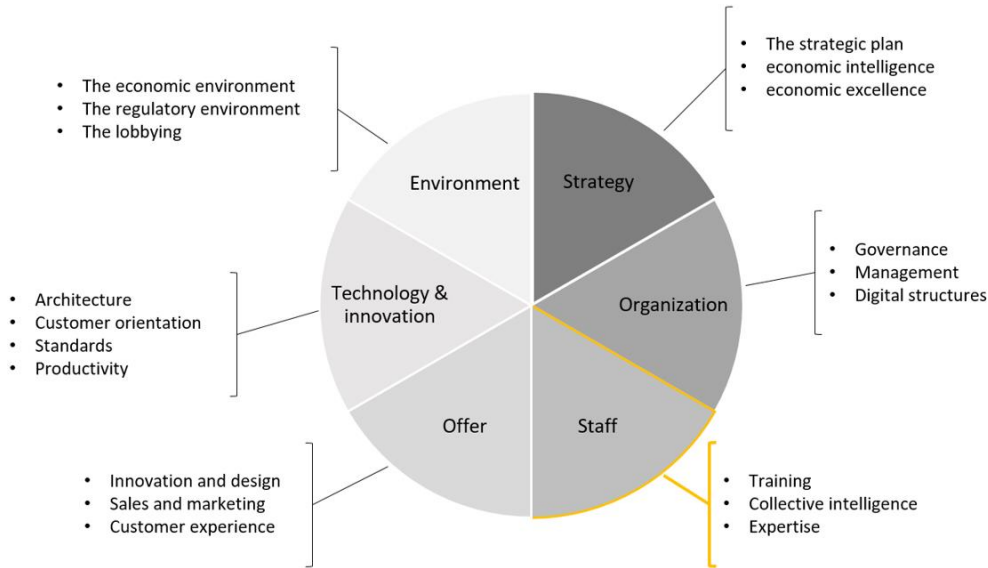 • The strategic plan
• economic intelligence
• economic excellence
• The economic environment
• The regulatory environment
• The lobbying
Environment
Strategy
• Governance
• Management
• Digital structures
Technology &
innovation
Organization
• Architecture
• Customer orientation
• Standards
• Productivity
Offer
Staff
• Innovation and design
• Sales and marketing
• Customer experience
• Training
• Collective intelligence
• Expertise